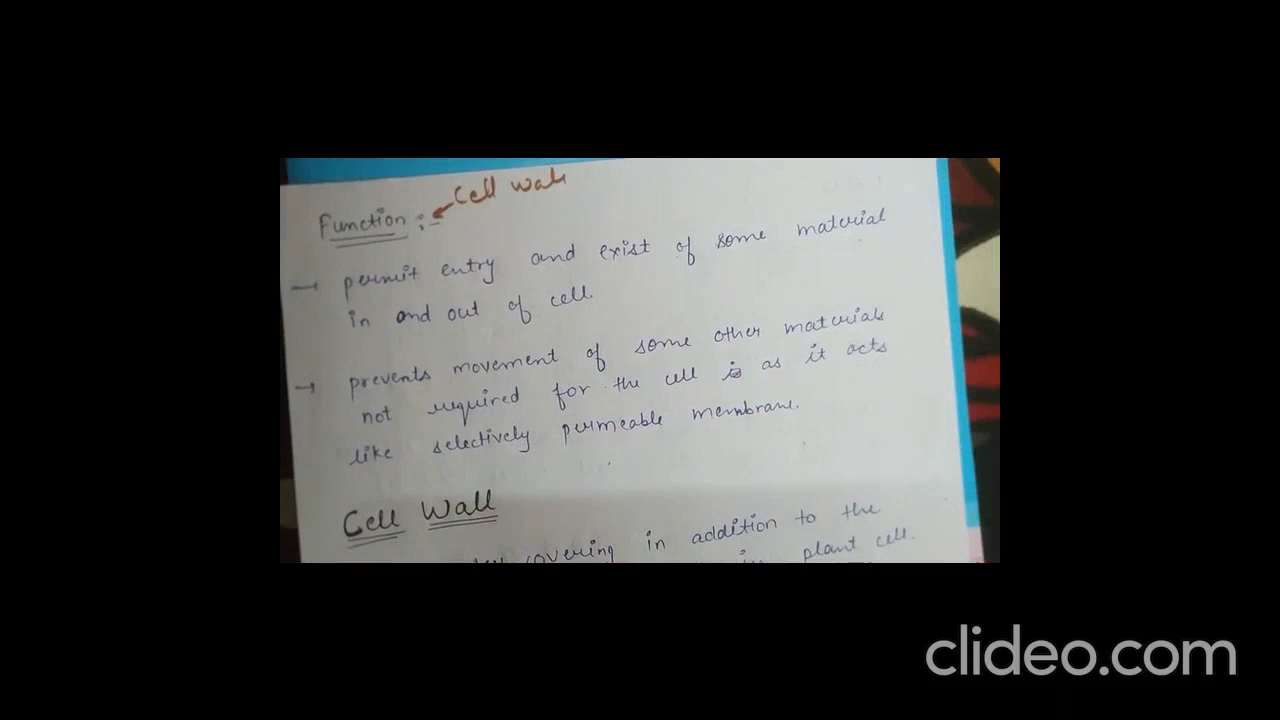 Function :- Cell wall
→ permit entry and exist of some material
in and out of cell.
→ prevents movement of some other materials
not required for the cell is as it acts
like selectively permeable membrane.
Cell Wall
covering in addition to the
in plant cell.
clideo.com